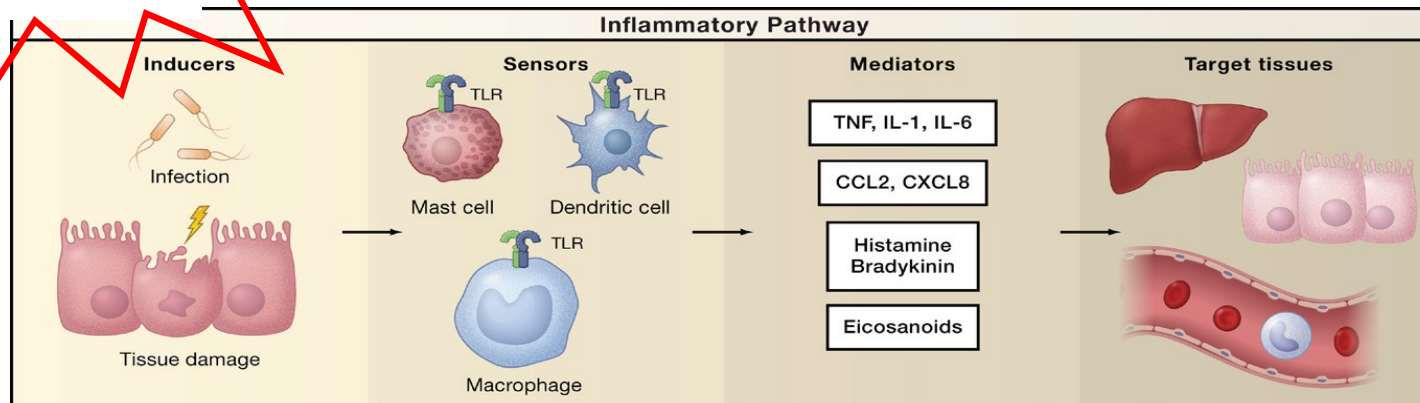 Inflammatory Pathway
Inducers
Infection
Tissue damage
Sensors
TLR
Mast cell
TLR
Dendritic cell
TLR
Macrophage
Mediators
TNF, IL-1, IL-6
CCL2, CXCL8
Histamine
Bradykinin
Eicosanoids
Target tissues